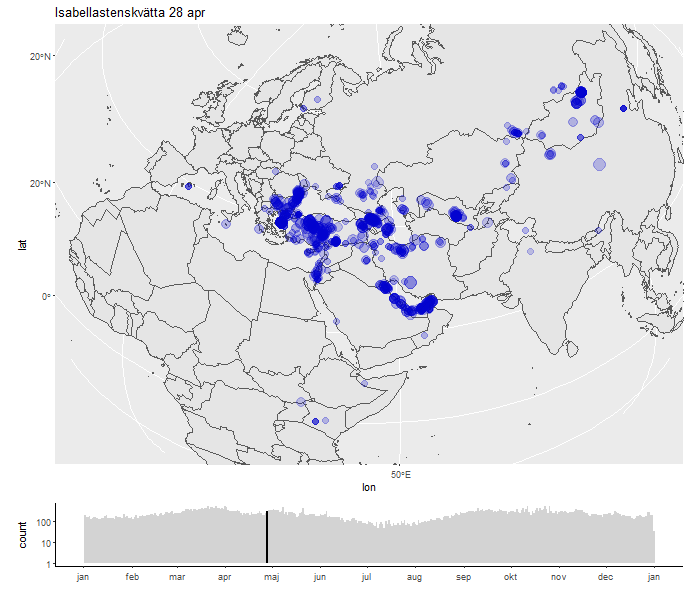 Isabellastenskvätta 28 apr
20°N
20°N
0°
lat
50°E
lon
count
100
10
1
jan feb mar apr maj jun jul aug sep okt nov dec jan